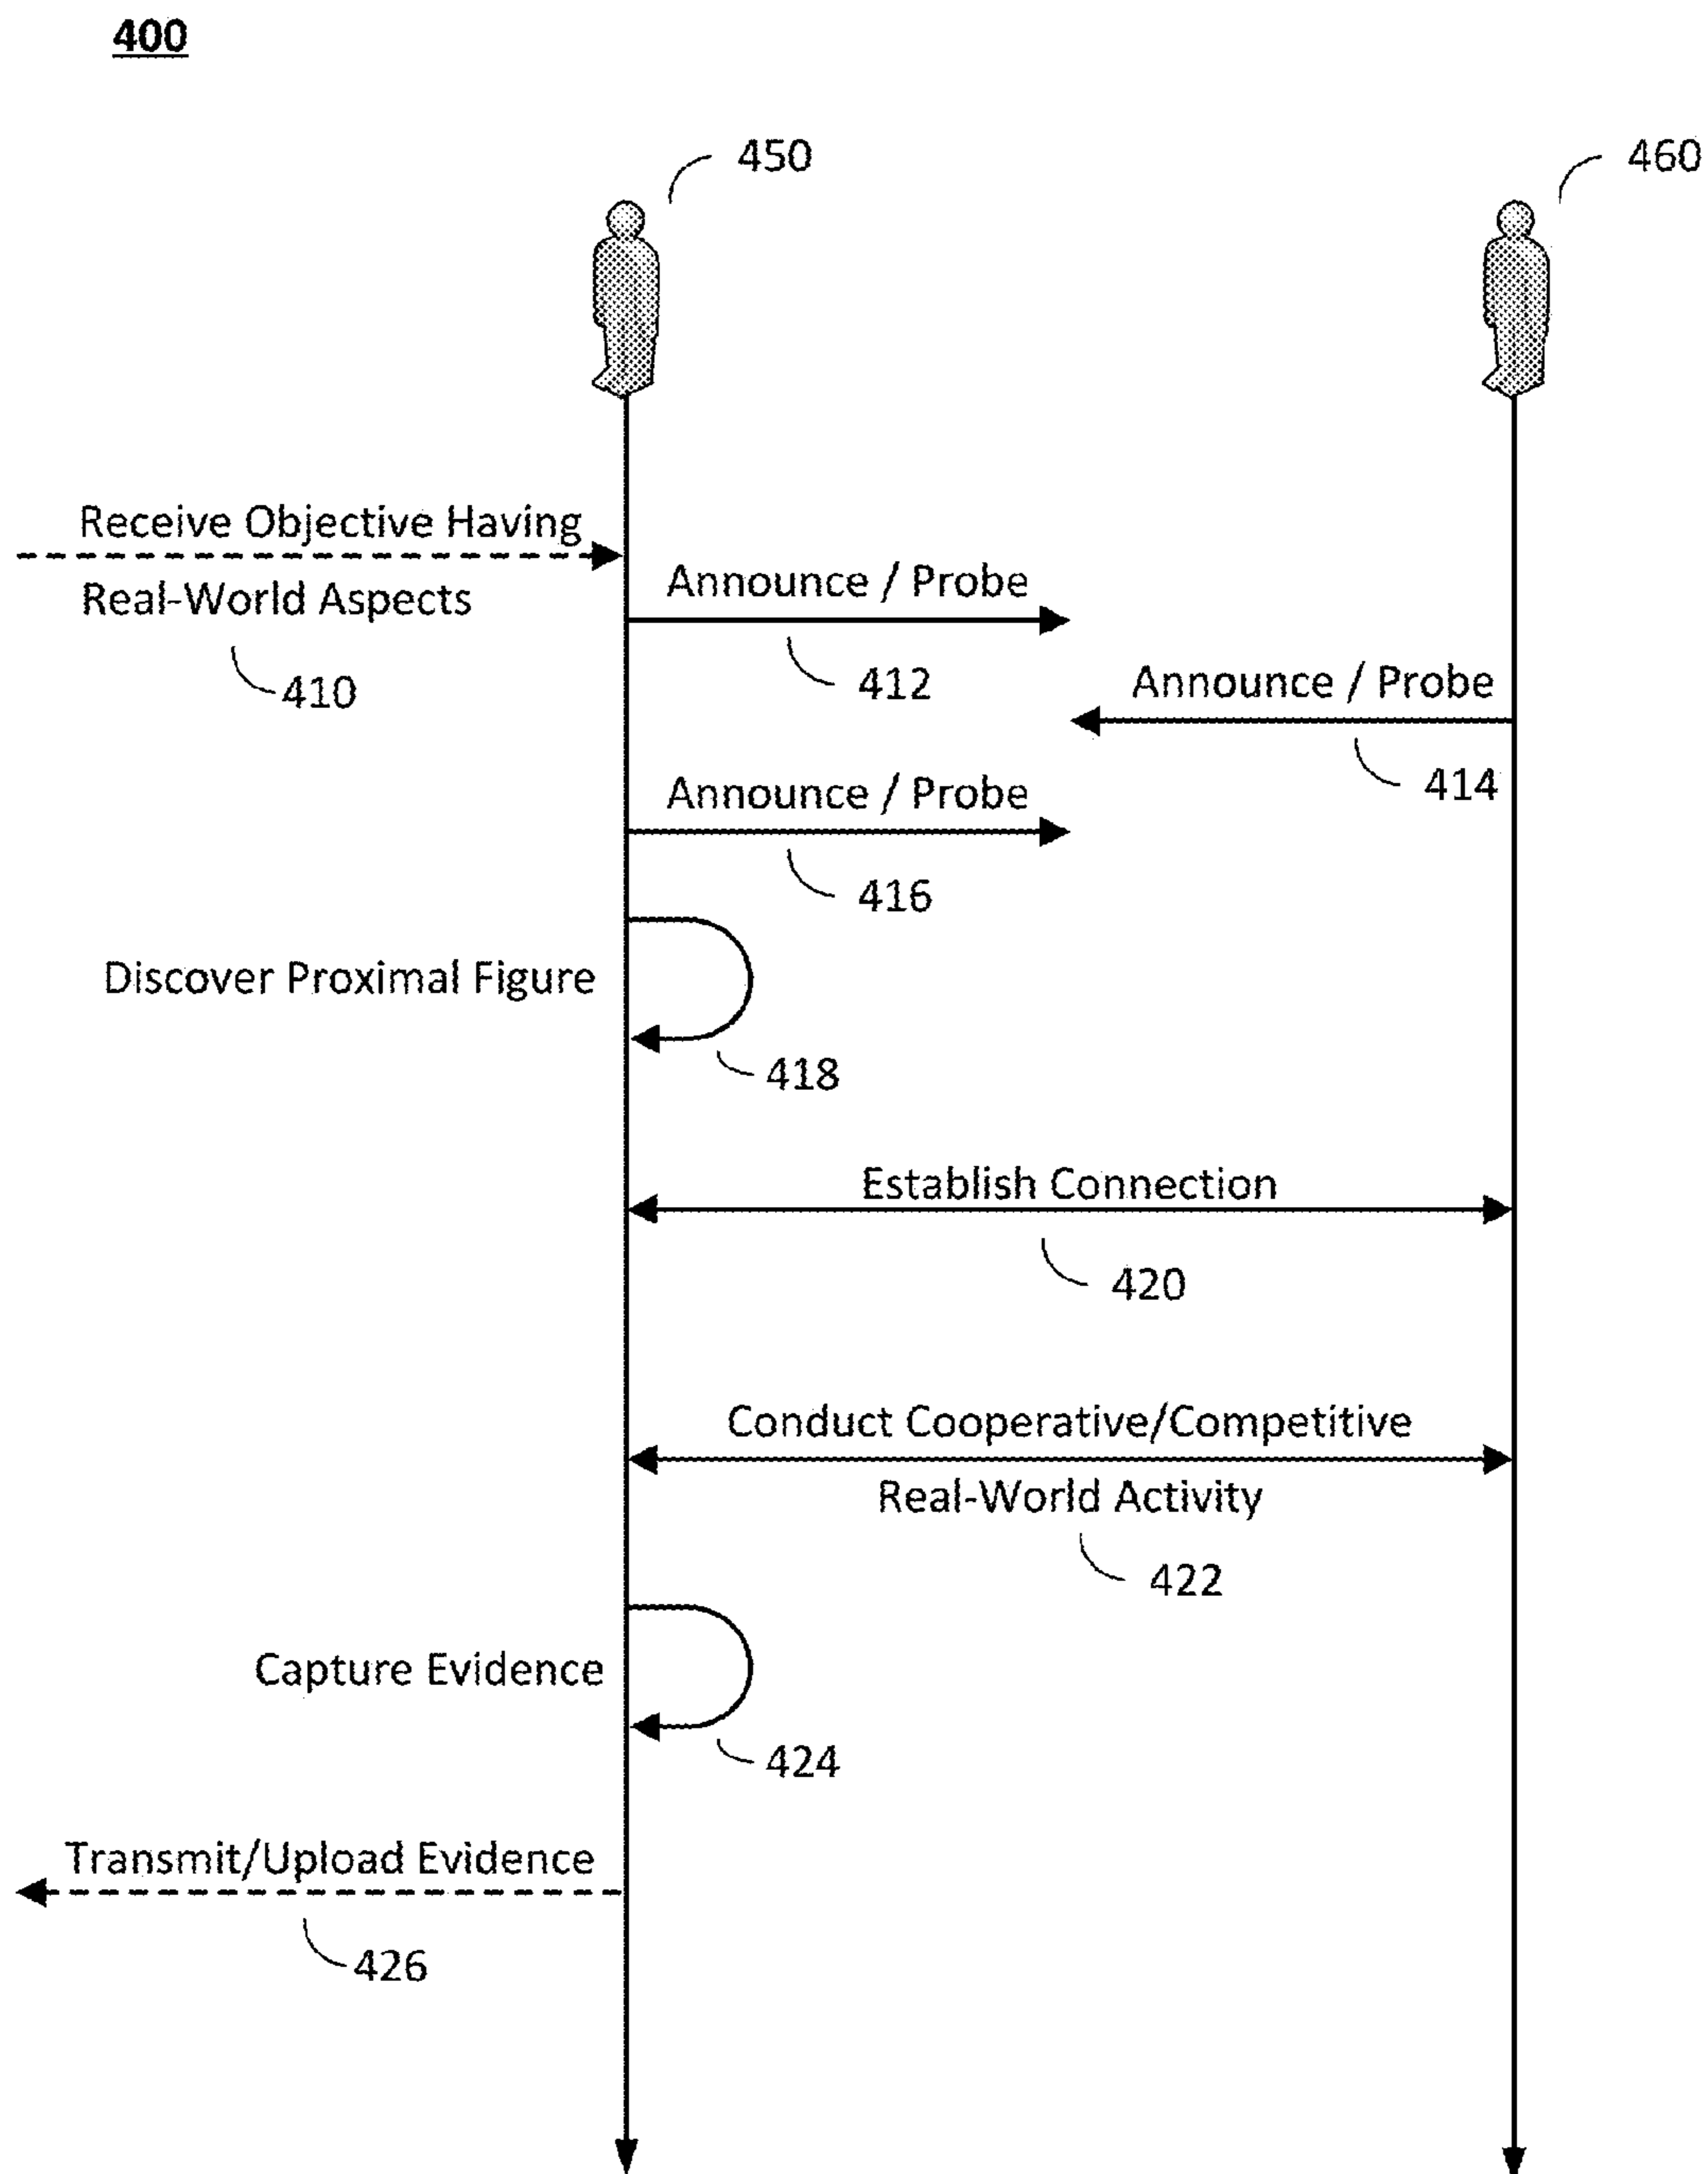 400
450
460
Receive Objective Having
Real-World Aspects
410
Announce / Probe
412
Announce / Probe
414
Announce / Probe
416
Discover Proximal Figure
418
Establish Connection
420
Conduct Cooperative/Competitive
Real-World Activity
422
Capture Evidence
424
Transmit/Upload Evidence
426